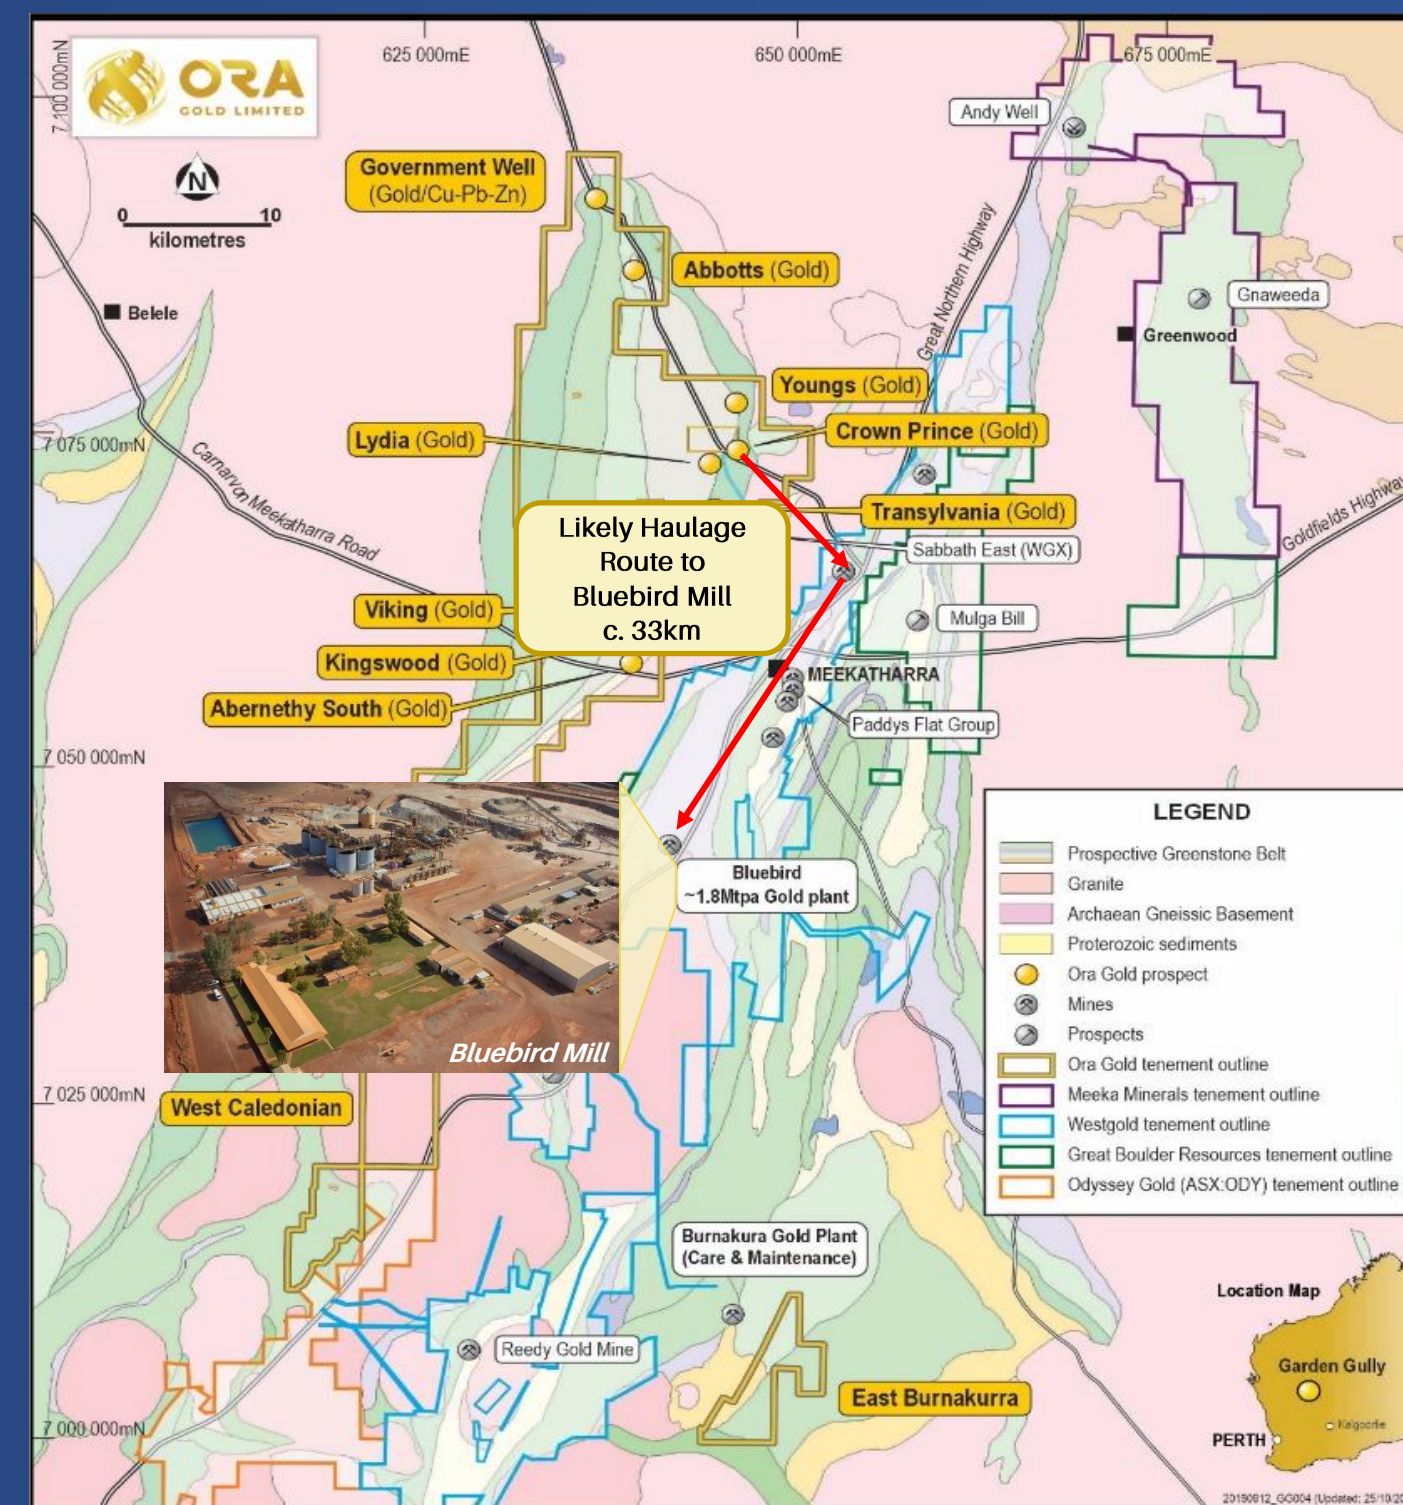 625 000mE
650 000mE
675 000mE
7 100 000mN
ORA
GOLD LIMITED
Andy Well
Government Well
(Gold/Cu-Pb-Zn)
N
0 10
kilometres
Abbotts (Gold)
Great Northern Highway
Gnaweeda
Belele
Greenwood
Youngs (Gold)
Lydia (Gold)
Crown Prince (Gold)
7 075 000mN
Carnarvon Meekatharra Road
Transylvania (Gold)
Goldfields Highway
Likely Haulage
Route to
Bluebird Mill
c. 33km
Sabbath East (WGX)
Viking (Gold)
Mulga Bill
Kingswood (Gold)
MEEKATHARRA
Abernethy South (Gold)
Paddys Flat Group
7 050 000mN
LEGEND
Prospective Greenstone Belt
Granite
Archaean Gneissic Basement
Proterozoic sediments
Ora Gold prospect
Mines
Prospects
Ora Gold tenement outline
Meeka Minerals tenement outline
Westgold tenement outline
Great Boulder Resources tenement outline
Odyssey Gold (ASX:ODY) tenement outline
Bluebird
~1.8Mtpa Gold plant
Bluebird Mill
7 025 000mN
West Caledonian
Burnakura Gold Plant
(Care & Maintenance)
Location Map
Reedy Gold Mine
Garden Gully
East Burnakurra
Kalgoorlie
7 000 000mN
PERTH
(Updated: